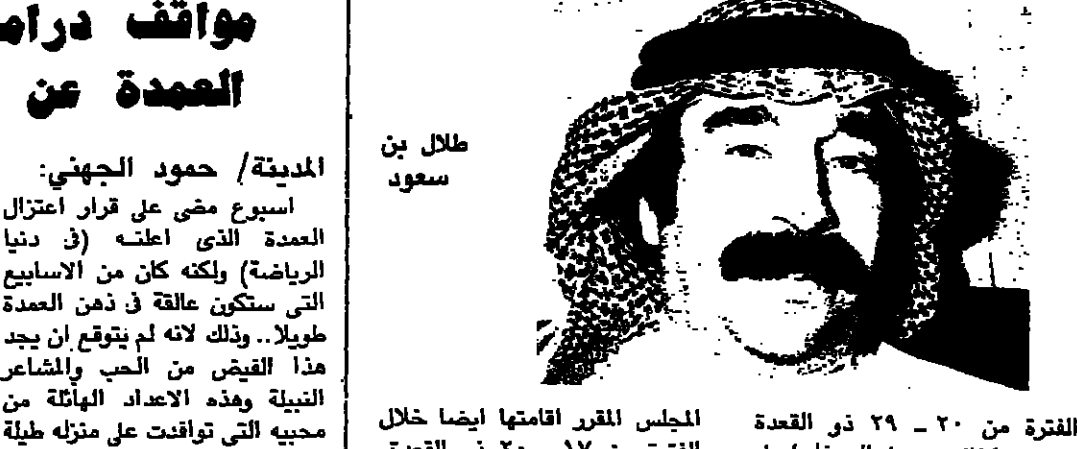 مواقف
العمدة عن
المدينة/ حمود الجهني:
اسبوع مضى على قرار اعتزال
العمدة الذى اعلنـه (فى دنيا
الرياضة) ولكنه كان من الاسابيع
التى ستكون عالقة فى ذهن العمدة
طويلا.. وذلك لانه لم يتوقع ان يجد
هذا الفيض من الحب والمشاعر
النبيلة وهذه الاعداد الهائلة من
محبيه التى توافدت على منزله طيلة
طلال بن
سعود
الفترة من ٢٠ ــ ٢٩ ذو القعدة
المجلس المقرر اقامتها ايضا خلال